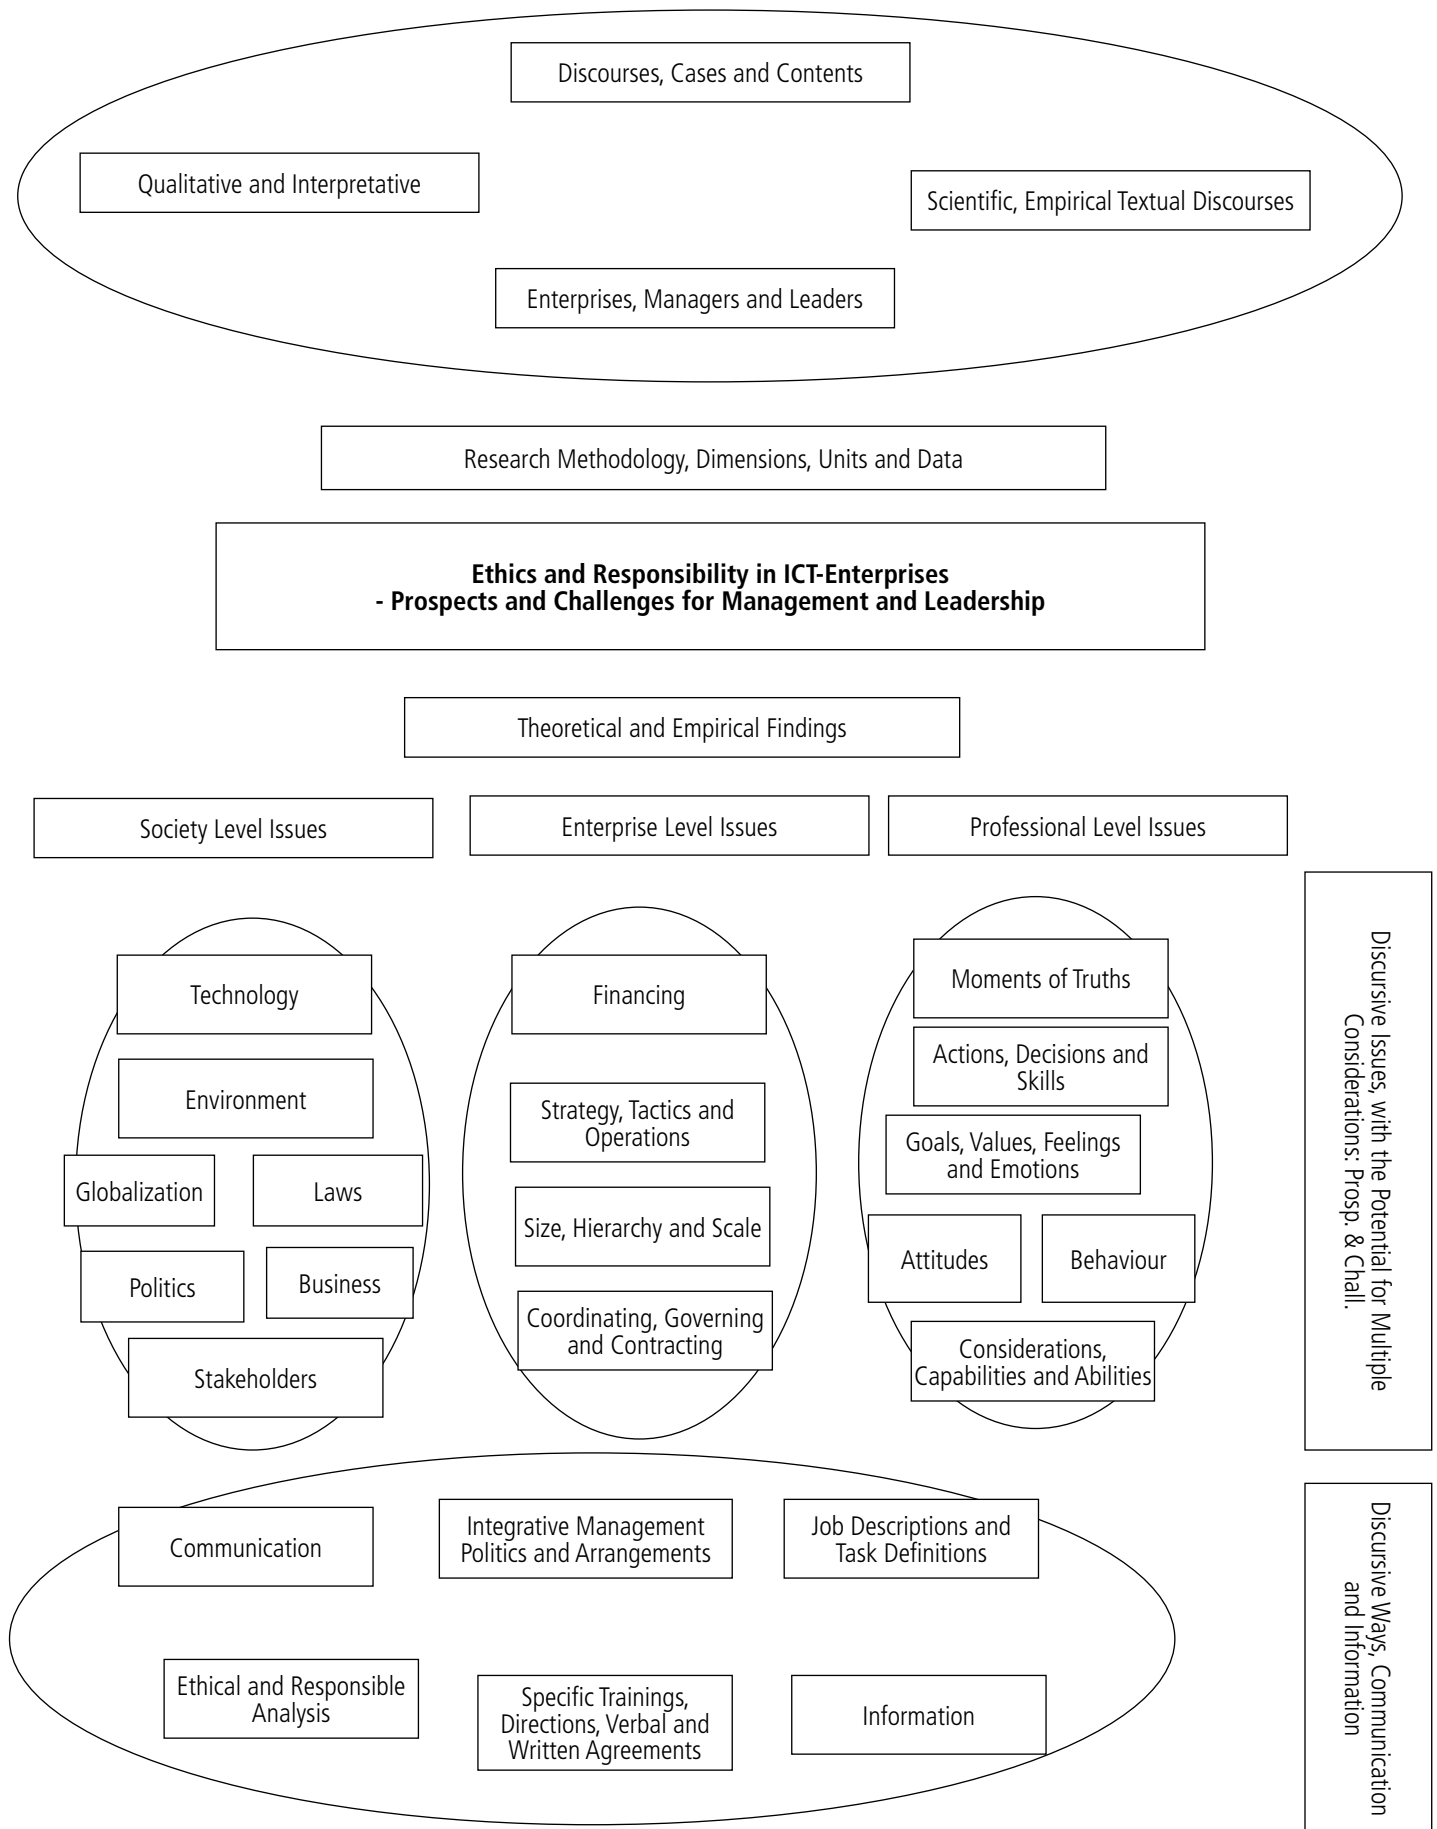 Discourses, Cases and Contents
Qualitative and Interpretative
Scientific, Empirical Textual Discourses
Enterprises, Managers and Leaders
Research Methodology, Dimensions, Units and Data
Ethics and Responsibility in ICT-Enterprises
- Prospects and Challenges for Management and Leadership
Theoretical and Empirical Findings
Society Level Issues
Enterprise Level Issues
Professional Level Issues
Technology
Environment
Globalization
Laws
Politics
Business
Stakeholders
Financing
Strategy, Tactics and
Operations
Size, Hierarchy and Scale
Coordinating, Governing
and Contracting
Moments of Truths
Actions, Decisions and
Skills
Goals, Values, Feelings
and Emotions
Attitudes
Behaviour
Considerations,
Capabilities and Abilities
Discursive Issues, with the Potential for Multiple
Considerations: Prosp. & Chall.
Communication
Integrative Management
Politics and Arrangements
Job Descriptions and
Task Definitions
Ethical and Responsible
Analysis
Specific Trainings,
Directions, Verbal and
Written Agreements
Information
Discursive Ways, Communication
and Information